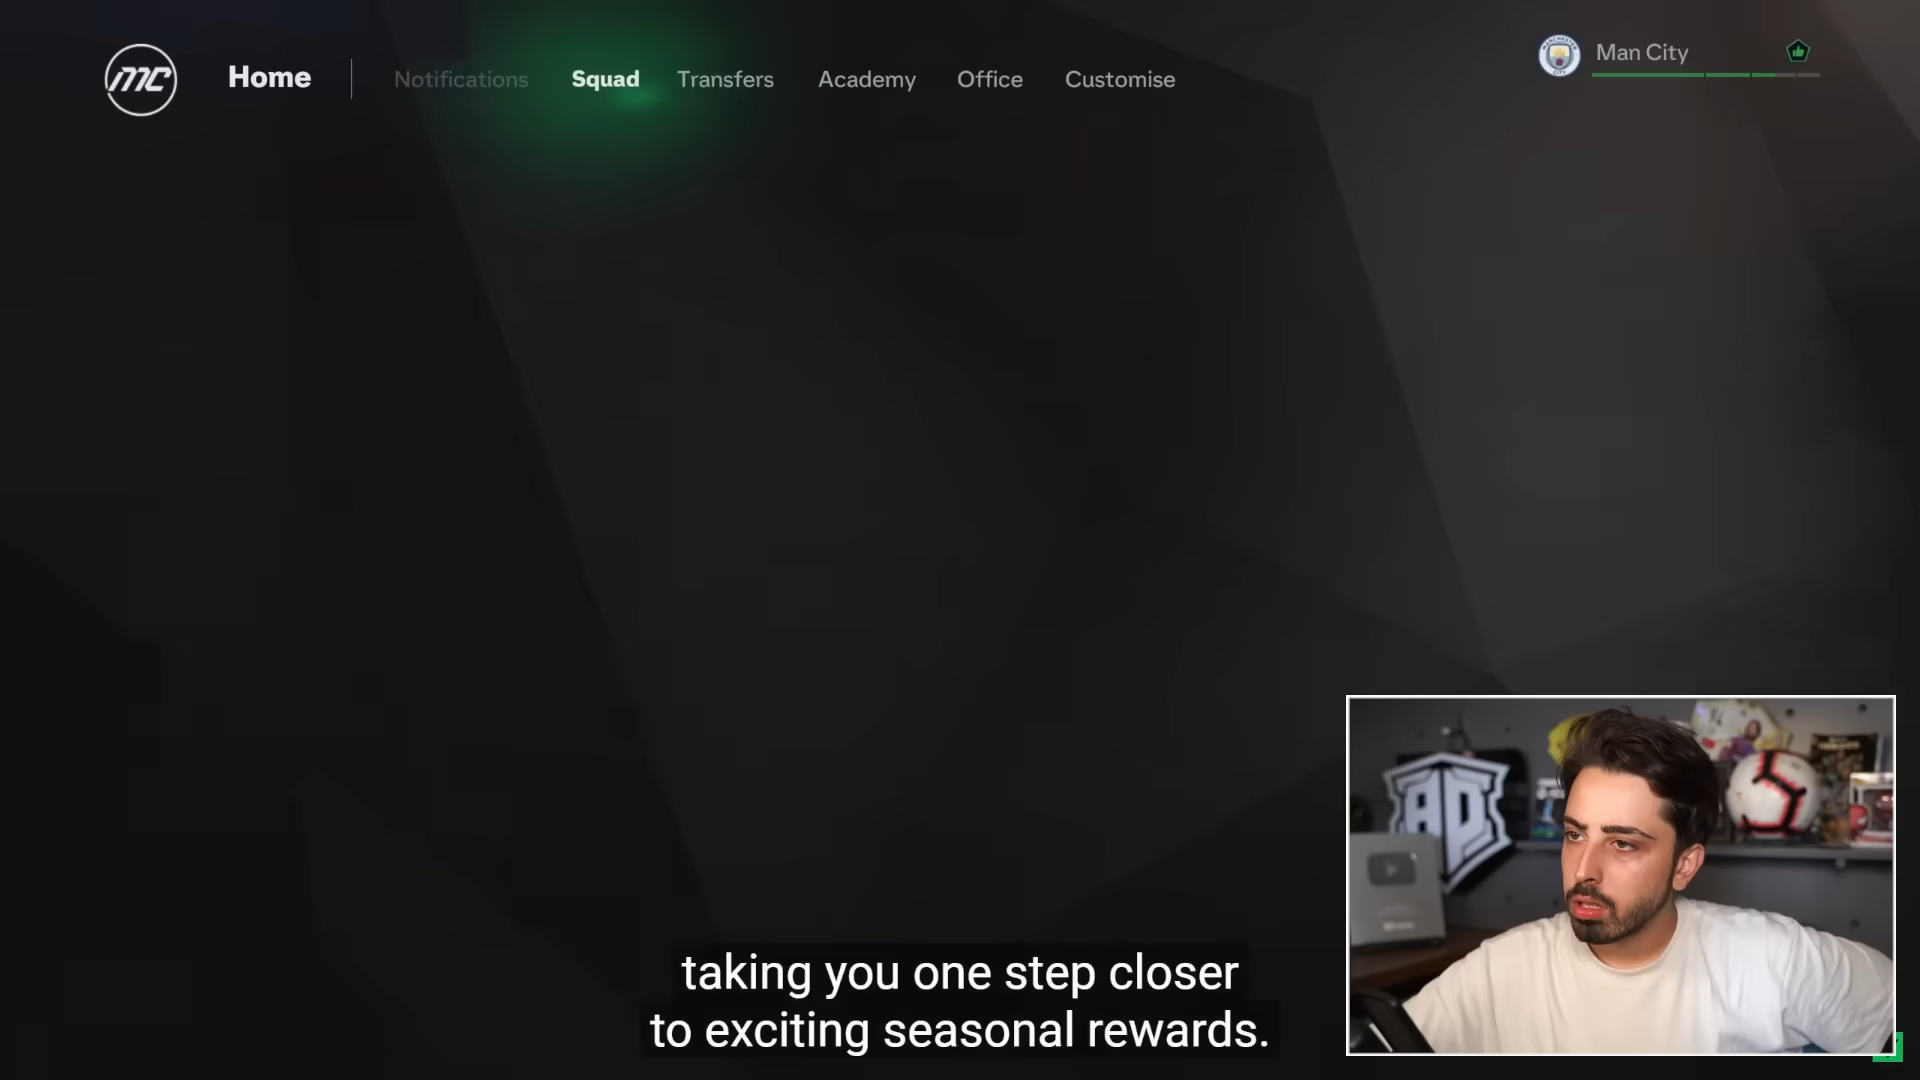 MC
Home
Notifications
Squad
Transfers
Academy
Office
Customise
Man City
AD
taking you one step closer
to exciting seasonal rewards.